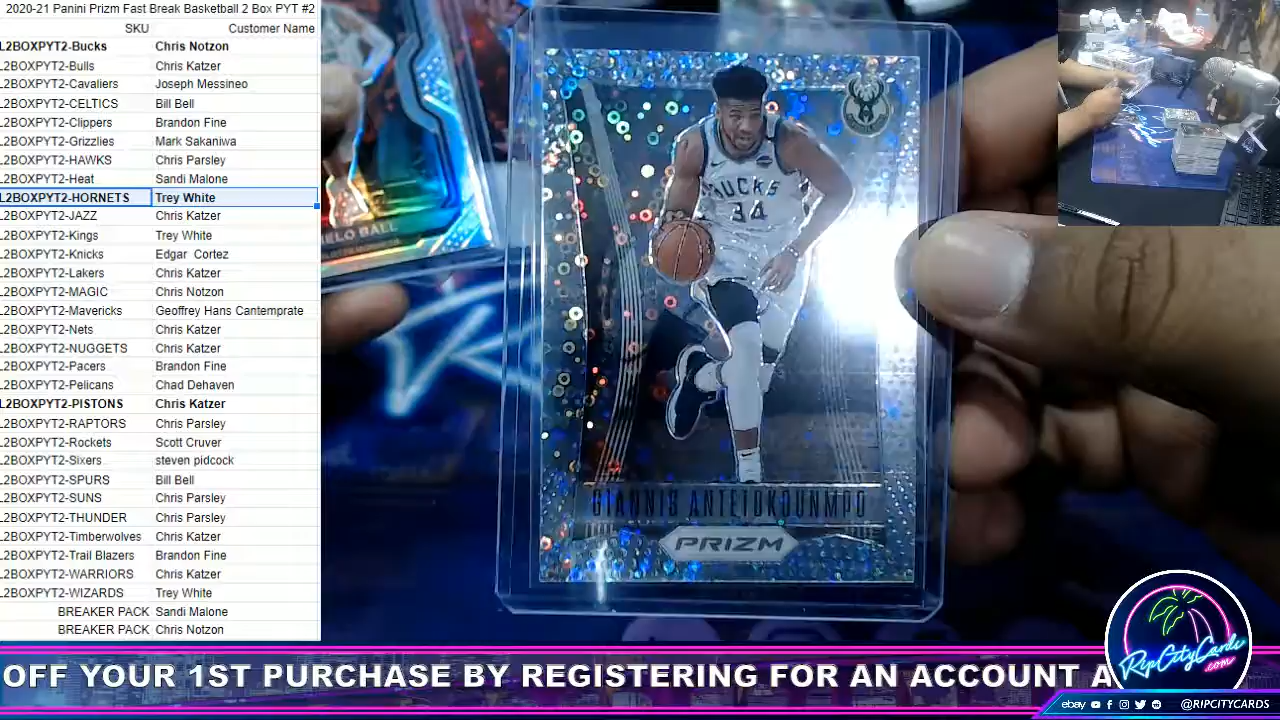 2020-21 Panini Prizm Fast Break Basketball 2 Box PYT #2
SKU Customer Name
L2BOXPYT2-Bucks Chris Notzon
L2BOXPYT2-Bulls Chris Katzer
L2BOXPYT2-Cavaliers Joseph Messineo
L2BOXPYT2-CELTICS Bill Bell
L2BOXPYT2-Clippers Brandon Fine
L2BOXPYT2-Grizzlies Mark Sakaniwa
L2BOXPYT2-HAWKS Chris Parsley
L2BOXPYT2-Heat Sandi Malone
L2BOXPYT2-HORNETS Trey White
L2BOXPYT2-JAZZ Chris Katzer
L2BOXPYT2-Kings Trey White
L2BOXPYT2-Knicks Edgar Cortez
L2BOXPYT2-Lakers Chris Katzer
L2BOXPYT2-MAGIC Chris Notzon
L2BOXPYT2-Mavericks Geoffrey Hans Cantemprate
L2BOXPYT2-Nets Chris Katzer
L2BOXPYT2-NUGGETS Chris Katzer
L2BOXPYT2-Pacers Brandon Fine
L2BOXPYT2-Pelicans Chad Dehaven
L2BOXPYT2-PISTONS Chris Katzer
L2BOXPYT2-RAPTORS Chris Parsley
L2BOXPYT2-Rockets Scott Cruver
L2BOXPYT2-Sixers steven pidcock
L2BOXPYT2-SPURS Bill Bell
L2BOXPYT2-SUNS Chris Parsley
L2BOXPYT2-THUNDER Chris Parsley
L2BOXPYT2-Timberwolves Chris Katzer
L2BOXPYT2-Trail Blazers Brandon Fine
L2BOXPYT2-WARRIORS Chris Katzer
L2BOXPYT2-WIZARDS Trey White
BREAKER PACK Sandi Malone
BREAKER PACK Chris Notzon
MELO BALL
BUCKS
34
GIANNIS ANTETOKOUNMPO
PRIZM
OFF YOUR 1ST PURCHASE BY REGISTERING FOR AN ACCOUNT A
RipCityCards
.com
ebay @RIPCITYCARDS